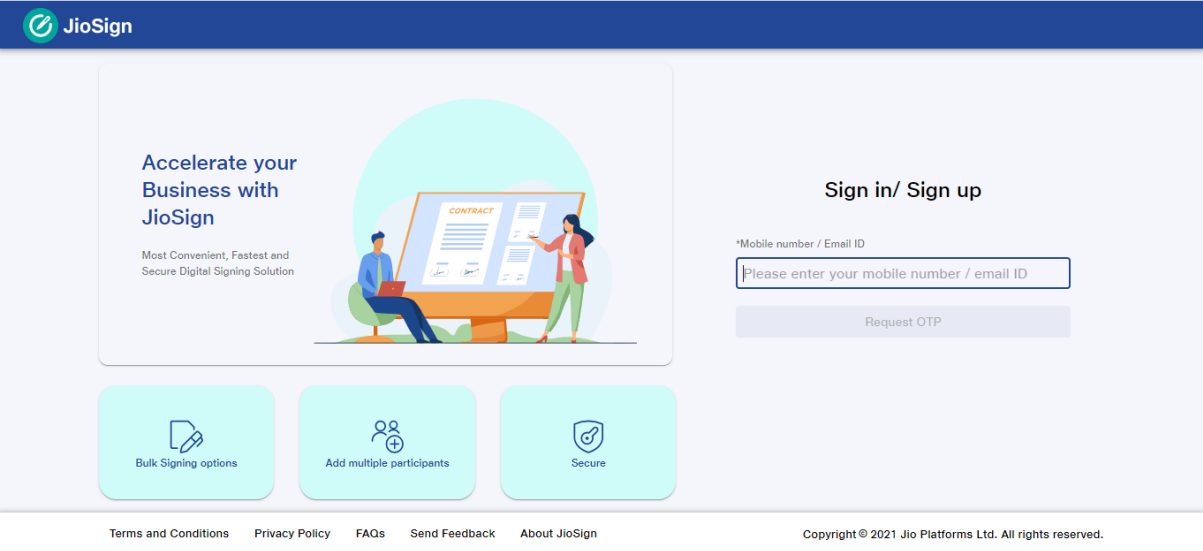 JioSign
Accelerate your
Business with
JioSign
Most Convenient, Fastest and
Secure Digital Signing Solution
CONTRACT
Sign in/ Sign up
*Mobile number / Email ID
Please enter your mobile number / email ID
Request OTP
Bulk Signing options
Add multiple participants
Secure
Terms and Conditions
Privacy Policy
FAQs
Send Feedback
About JioSign
Copyright © 2021 Jio Platforms Ltd. All rights reserved.